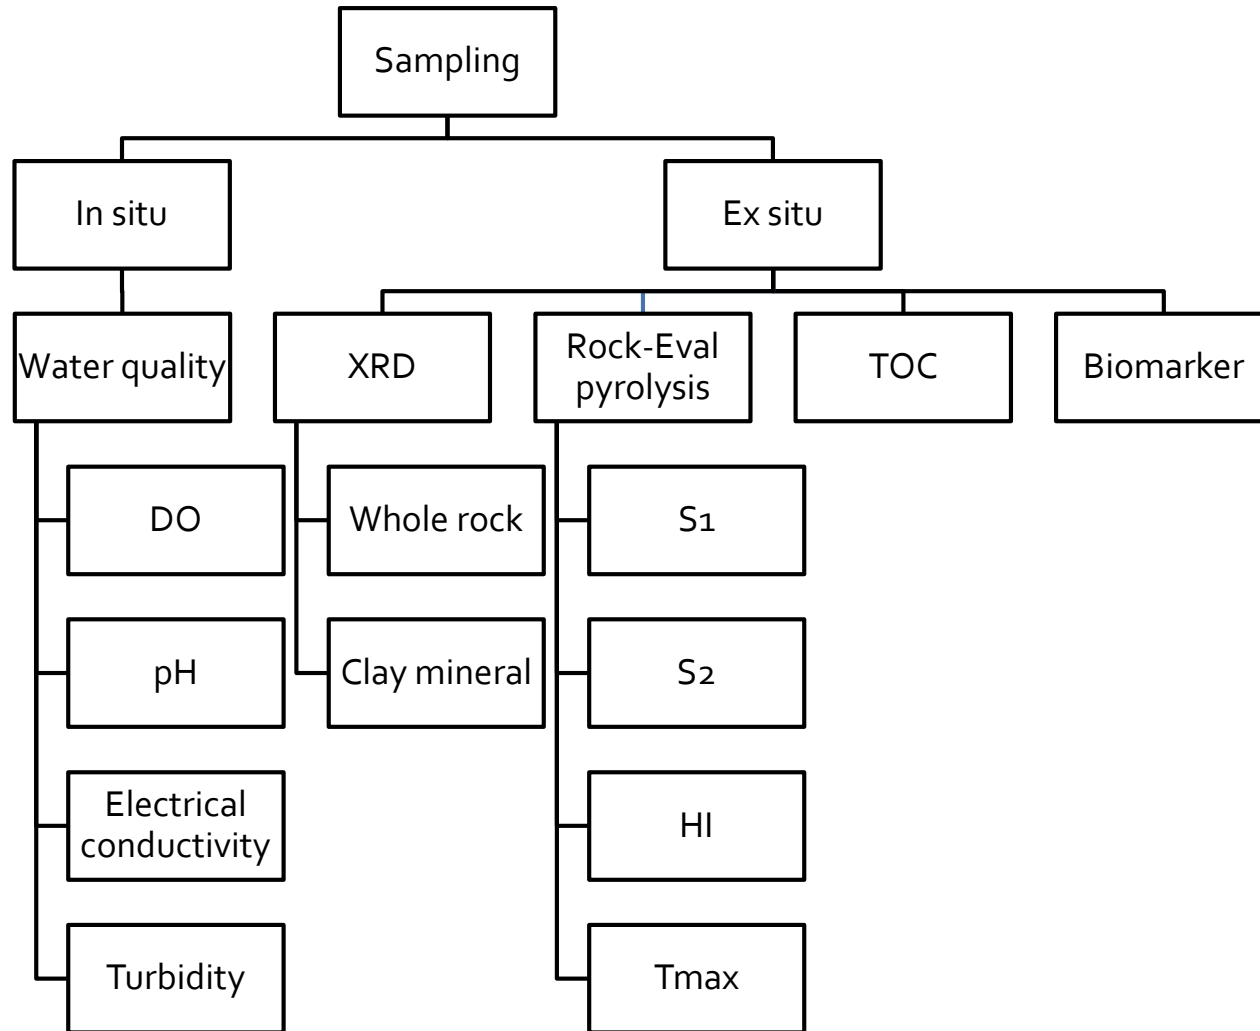 Sampling
In situ
Ex situ
Water quality
XRD
Rock-Eval
pyrolysis
TOC
Biomarker
DO
Whole rock
S1
pH
Clay mineral
S2
Electrical
conductivity
HI
Turbidity
Tmax